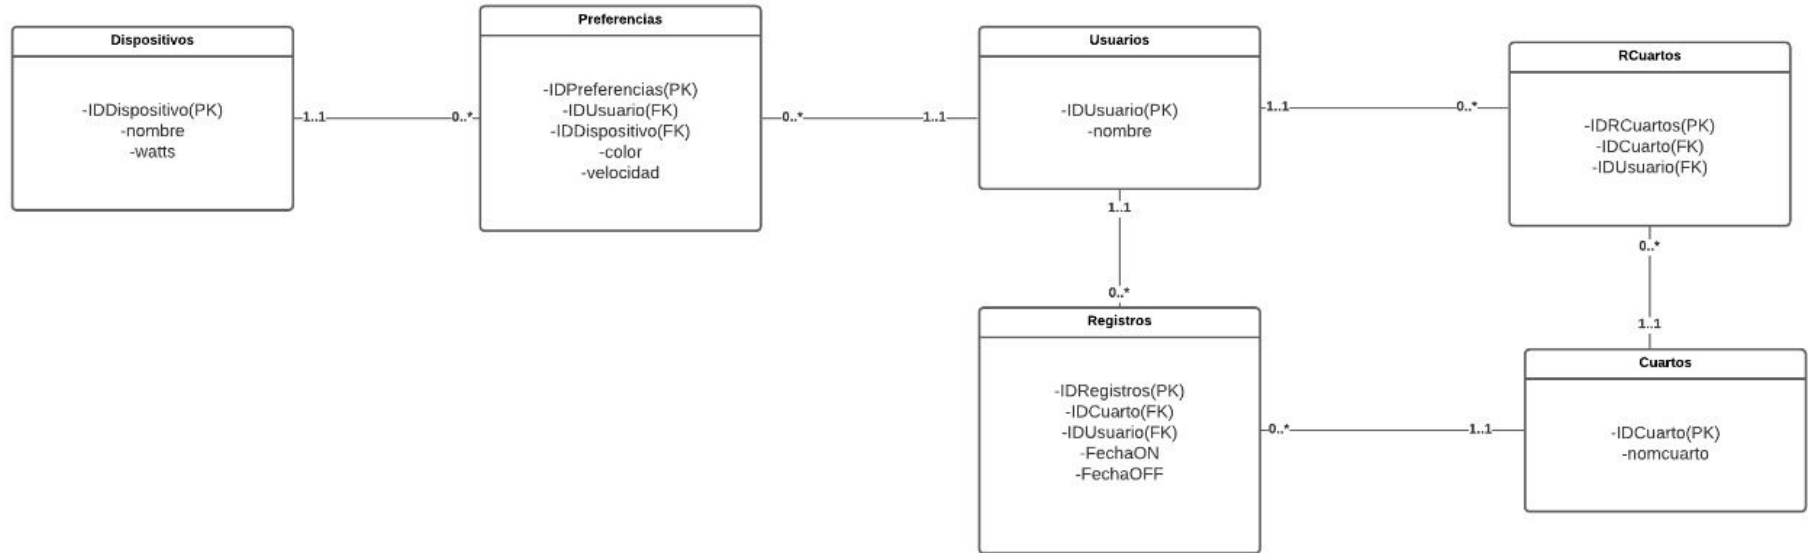 Dispositivos
-IDDispositivo(PK)
-nombre
-watts
1..1
0..*
Preferencias
-IDPreferencias(PK)
-IDUsuario(FK)
-IDDispositivo(FK)
-color
-velocidad
0..*
1..1
Usuarios
-IDUsuario(PK)
-nombre
1..1
0..*
RCuartos
-IDRCuartos(PK)
-IDCuarto(FK)
-IDUsuario(FK)
1..1
0..*
0..*
1..1
Registros
-IDRegistros(PK)
-IDCuarto(FK)
-IDUsuario(FK)
-FechaON
-FechaOFF
0..*
1..1
Cuartos
-IDCuarto(PK)
-nomcuarto